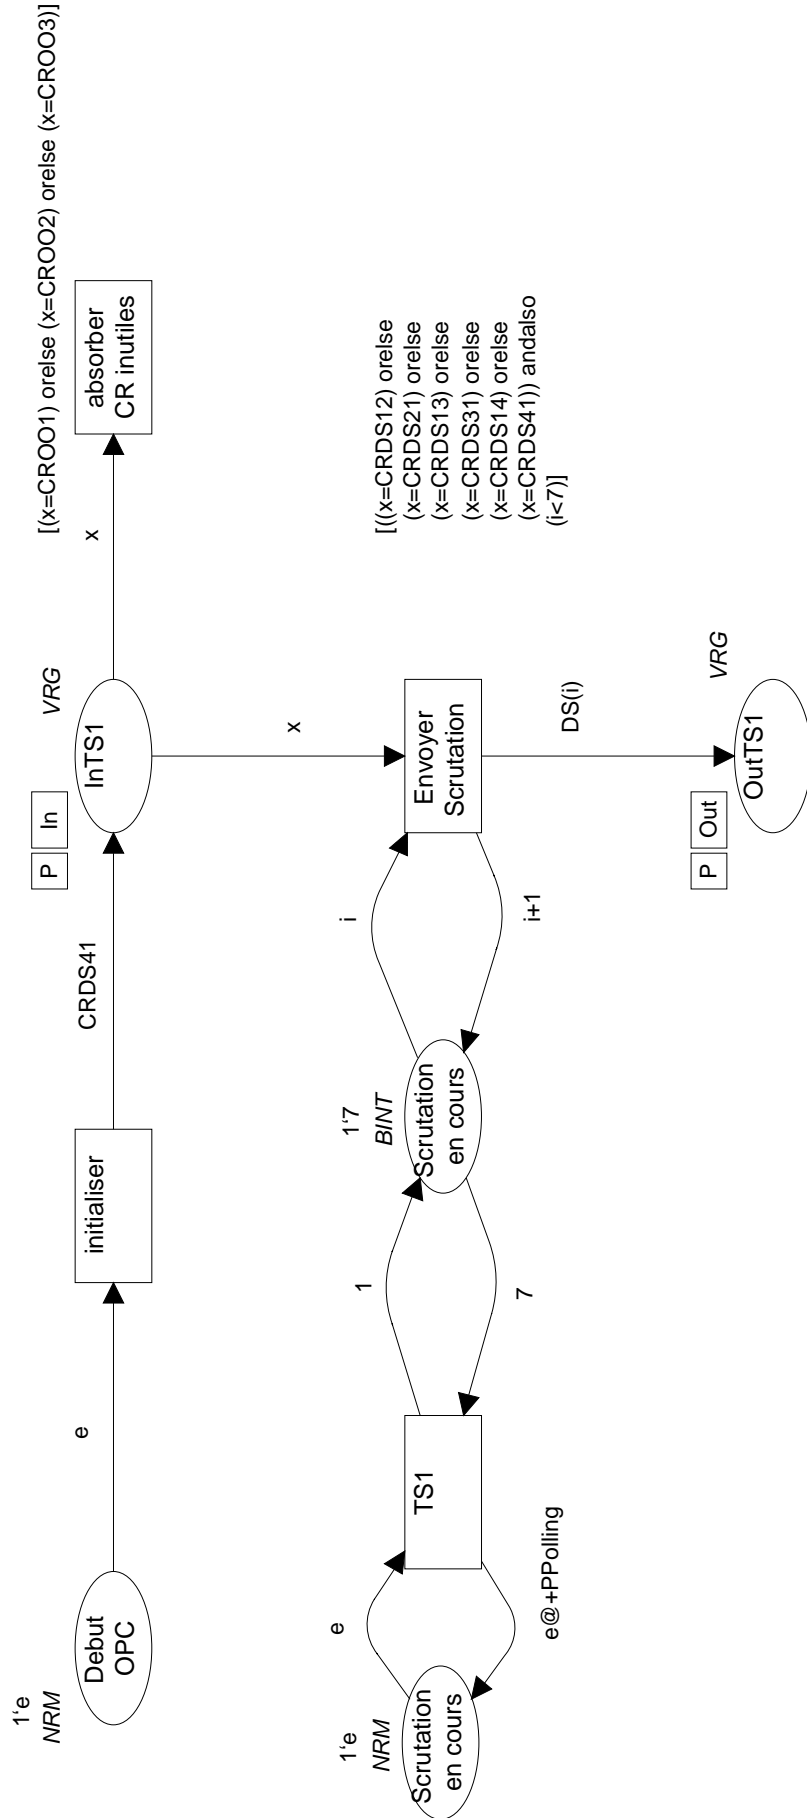 1‘e
NRM
Debut
OPC
e
initialiser
CRDS41
P
In
InTS1
VRG
x
[(x=CROO1) orelse (x=CROO2) orelse (x=CROO3)]
absorber
CR inutiles
x
1‘e
NRM
Scrutation
en cours
e
e@+PPolling
TS1
1
7
1‘7
BINT
Scrutation
en cours
i
i+1
Envoyer
Scrutation
[((x=CRDS12) orelse
(x=CRDS21) orelse
(x=CRDS13) orelse
(x=CRDS31) orelse
(x=CRDS14) orelse
(x=CRDS41)) andalso
(i<7)]
DS(i)
P
Out
OutTS1
VRG